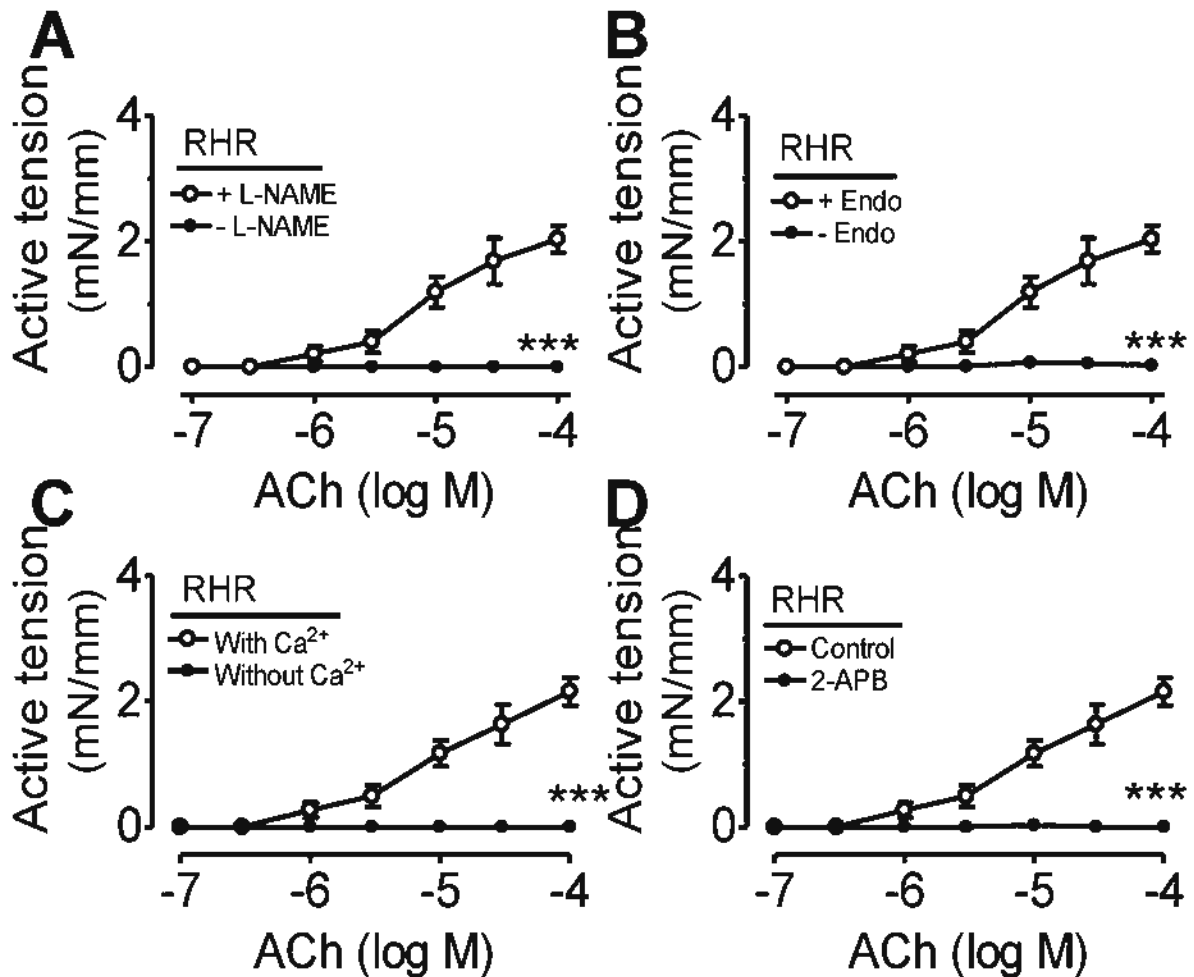 A
Active tension
(mN/mm)
4
2
0
RHR
+ L-NAME
- L-NAME
***
-7
-6
-5
-4
ACh (log M)
B
Active tension
(mN/mm)
4
2
0
RHR
+ Endo
- Endo
***
-7
-6
-5
-4
ACh (log M)
C
Active tension
(mN/mm)
4
2
0
RHR
With Ca²⁺
Without Ca²⁺
***
-7
-6
-5
-4
ACh (log M)
D
Active tension
(mN/mm)
4
2
0
RHR
Control
2-APB
***
-7
-6
-5
-4
ACh (log M)